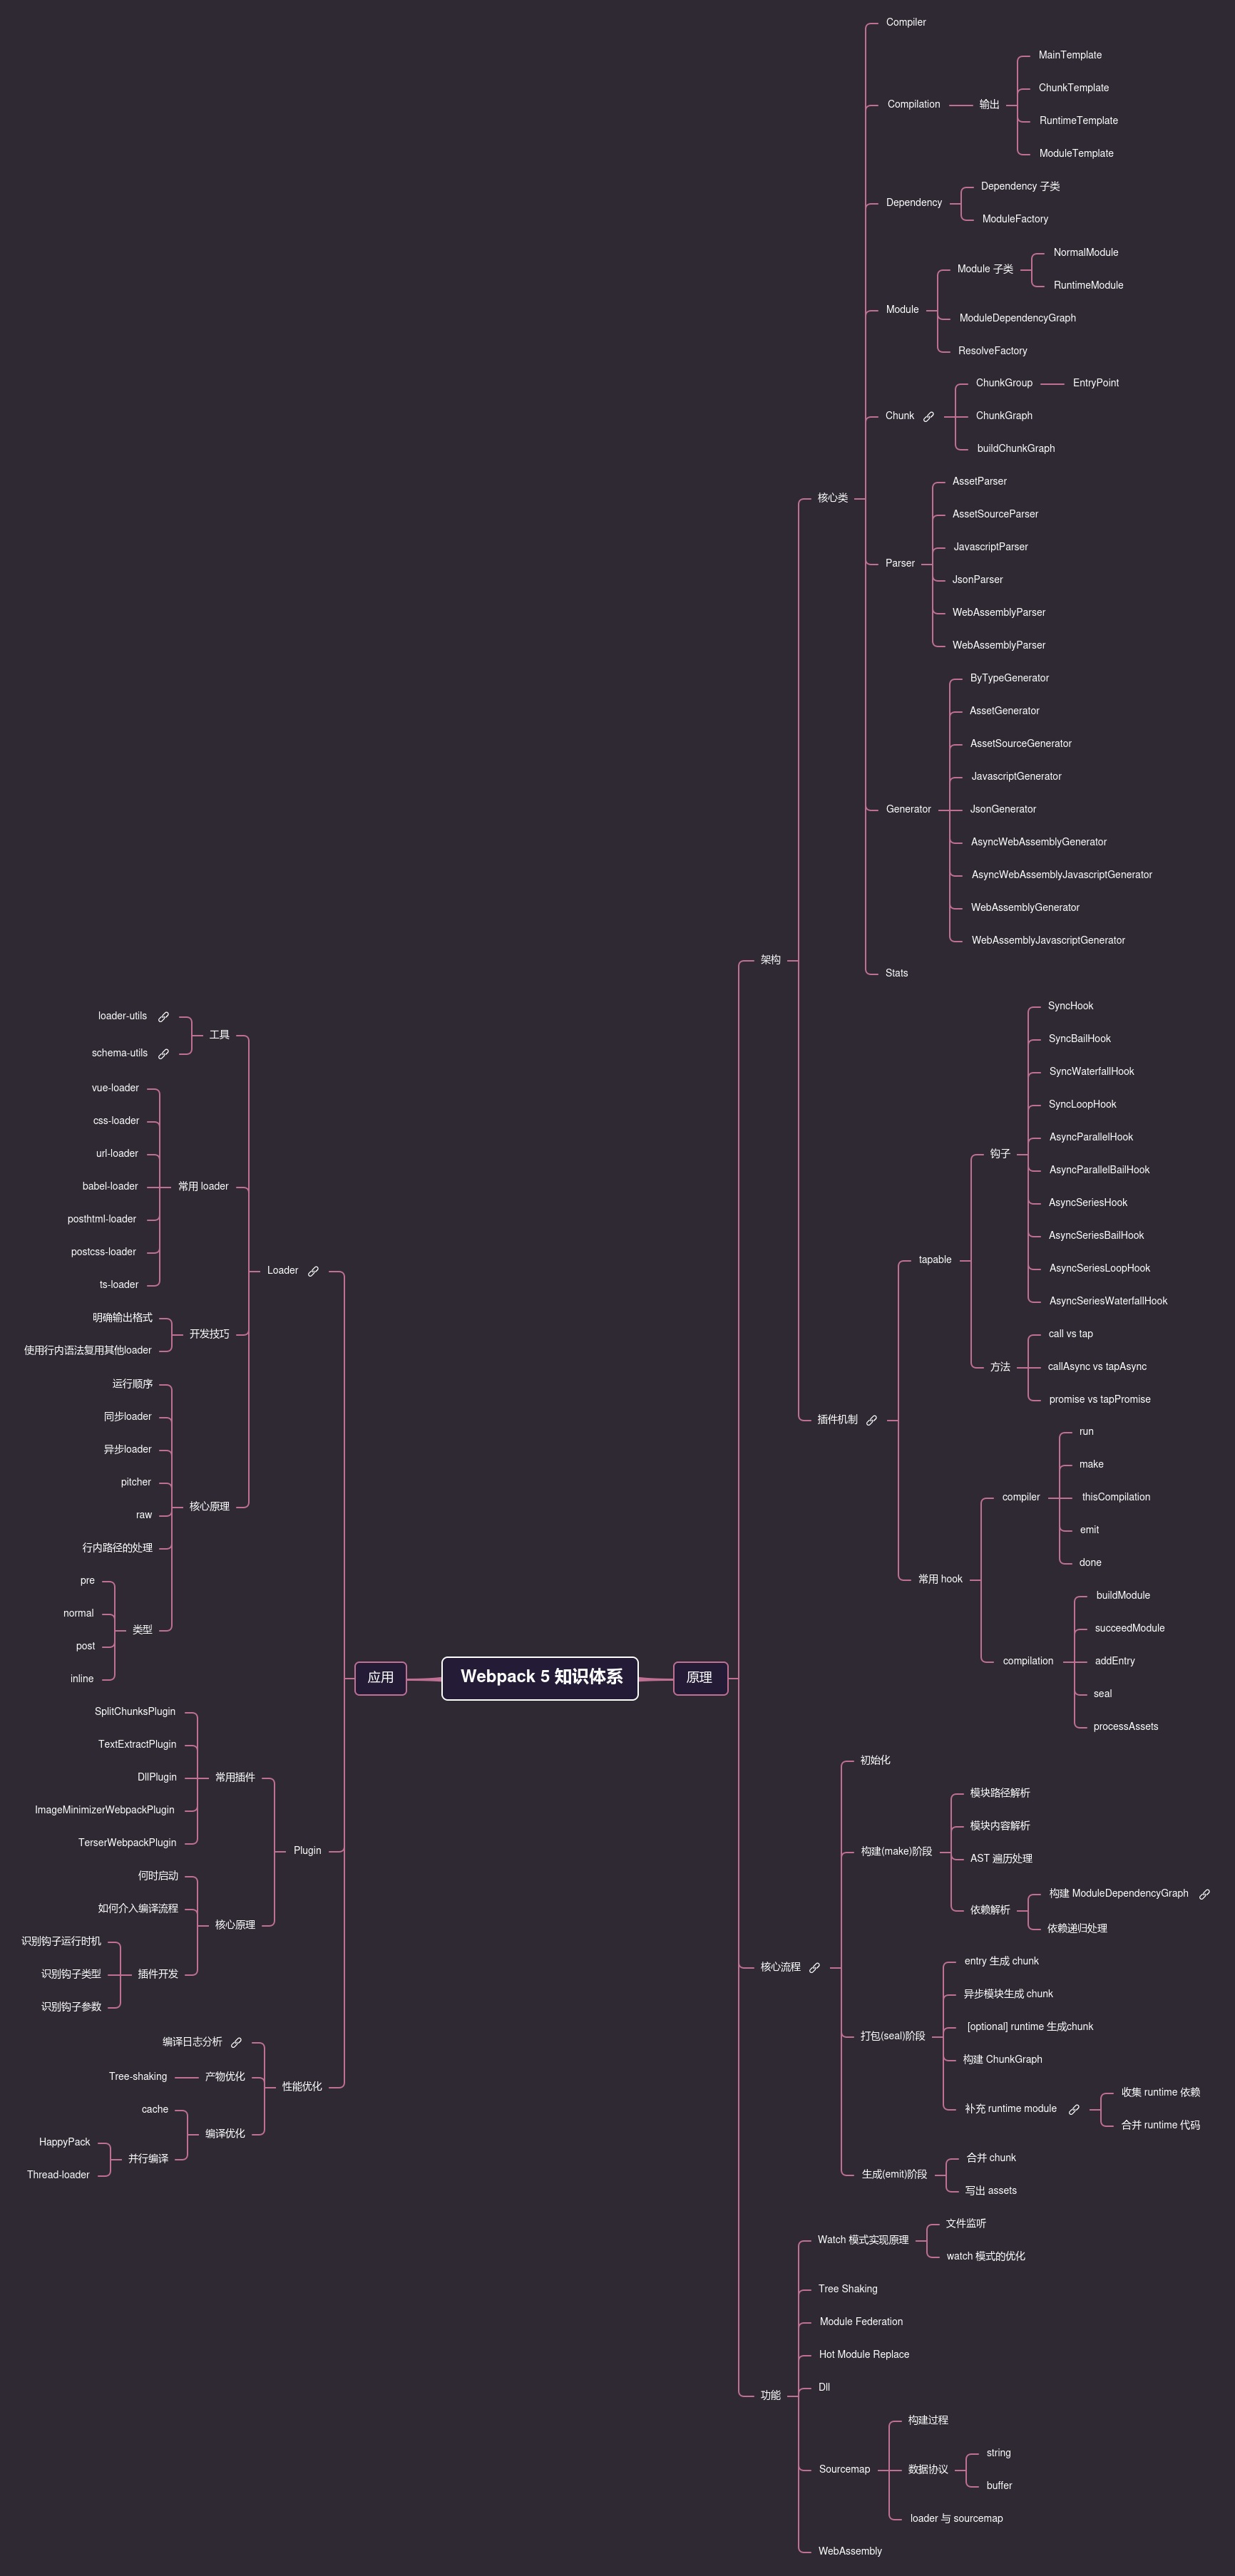 Webpack 5 知识体系
应用
Loader
工具
loader-utils
schema-utils
常用 loader
vue-loader
css-loader
url-loader
babel-loader
posthtml-loader
postcss-loader
ts-loader
开发技巧
明确输出格式
使用行内语法复用其他loader
核心原理
运行顺序
同步loader
异步loader
pitcher
raw
行内路径的处理
类型
pre
normal
post
inline
Plugin
常用插件
SplitChunksPlugin
TextExtractPlugin
DllPlugin
ImageMinimizerWebpackPlugin
TerserWebpackPlugin
核心原理
何时启动
如何介入编译流程
插件开发
识别钩子运行时机
识别钩子类型
识别钩子参数
性能优化
编译日志分析
产物优化
Tree-shaking
编译优化
cache
并行编译
HappyPack
Thread-loader
原理
架构
核心类
Compiler
Compilation
输出
MainTemplate
ChunkTemplate
RuntimeTemplate
ModuleTemplate
Dependency
Dependency 子类
ModuleFactory
Module
Module 子类
NormalModule
RuntimeModule
ModuleDependencyGraph
ResolveFactory
Chunk
ChunkGroup
EntryPoint
ChunkGraph
buildChunkGraph
Parser
AssetParser
AssetSourceParser
JavascriptParser
JsonParser
WebAssemblyParser
WebAssemblyParser
Generator
ByTypeGenerator
AssetGenerator
AssetSourceGenerator
JavascriptGenerator
JsonGenerator
AsyncWebAssemblyGenerator
AsyncWebAssemblyJavascriptGenerator
WebAssemblyGenerator
WebAssemblyJavascriptGenerator
Stats
插件机制
tapable
钩子
SyncHook
SyncBailHook
SyncWaterfallHook
SyncLoopHook
AsyncParallelHook
AsyncParallelBailHook
AsyncSeriesHook
AsyncSeriesBailHook
AsyncSeriesLoopHook
AsyncSeriesWaterfallHook
方法
call vs tap
callAsync vs tapAsync
promise vs tapPromise
常用 hook
compiler
run
make
thisCompilation
emit
done
compilation
buildModule
succeedModule
addEntry
seal
processAssets
核心流程
初始化
构建(make)阶段
模块路径解析
模块内容解析
AST 遍历处理
依赖解析
构建 ModuleDependencyGraph
依赖递归处理
打包(seal)阶段
entry 生成 chunk
异步模块生成 chunk
[optional] runtime 生成chunk
构建 ChunkGraph
补充 runtime module
收集 runtime 依赖
合并 runtime 代码
生成(emit)阶段
合并 chunk
写出 assets
功能
Watch 模式实现原理
文件监听
watch 模式的优化
Tree Shaking
Module Federation
Hot Module Replace
Dll
Sourcemap
构建过程
数据协议
string
buffer
loader 与 sourcemap
WebAssembly